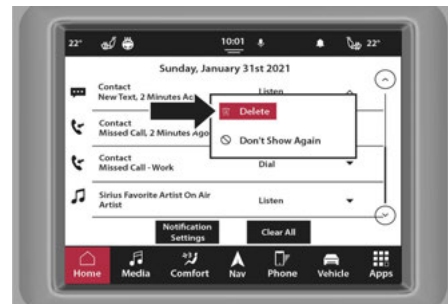 22°
10:01
22°
Sunday, January 31st 2021
Contact
New Text, 2 Minutes Ago
Listen
Delete
Contact
Missed Call, 2 Minutes Ago
Don't Show Again
Contact
Missed Call - Work
Dial
Sirius Favorite Artist On Air
Artist
Listen
Notification
Settings
Clear All
Home
Media
Comfort
Nav
Phone
Vehicle
Apps